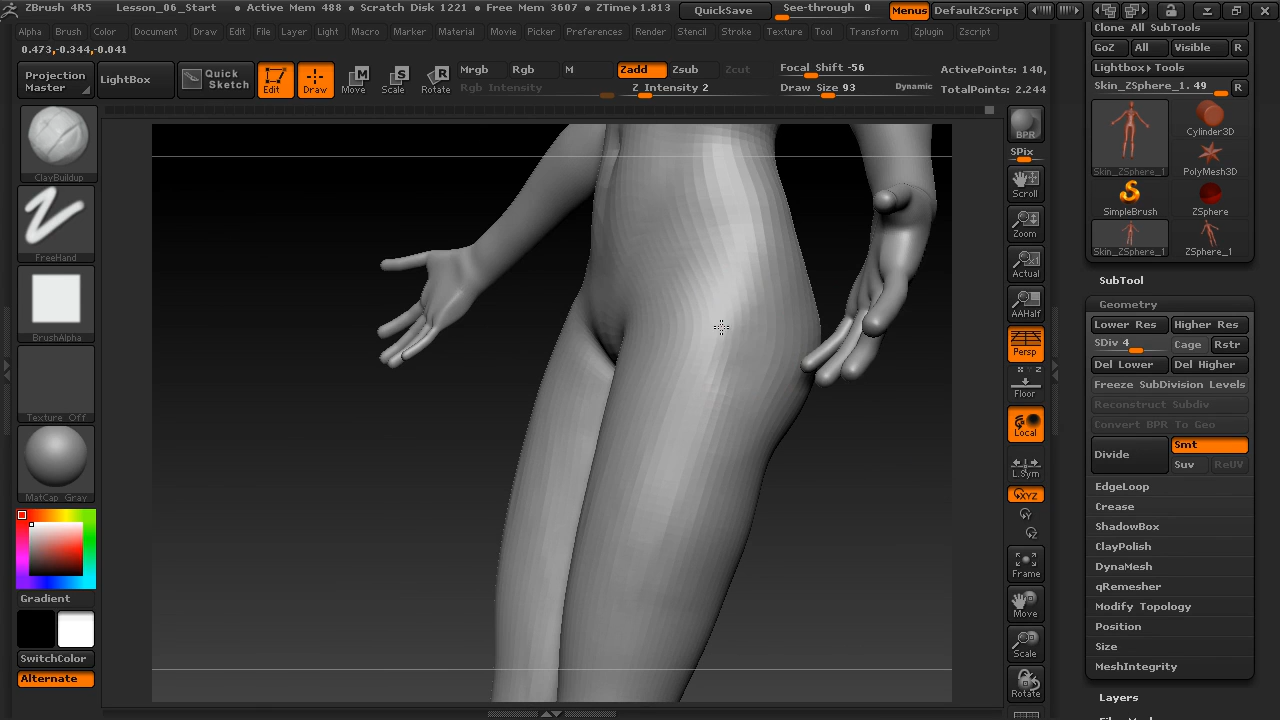 ZBrush 4R5 Lesson_06_Start • Active Mem 488 • Scratch Disk 1221 • Free Mem 3607 • ZTime▶1.813 QuickSave See-through 0 Menus DefaultZScript
Alpha Brush Color Document Draw Edit File Layer Light Macro Marker Material Movie Picker Preferences Render Stencil Stroke Texture Tool Transform Zplugin Zscript
0.473,-0.344,-0.041
Projection Master
LightBox
Quick Sketch
Edit
Draw
Move
Scale
Rotate
Mrgb Rgb M Zadd Zsub Zcut
Rgb Intensity Z Intensity 2
Focal Shift -56
Draw Size 93 Dynamic
ActivePoints: 140,
TotalPoints: 2.244
ClayBuildup
FreeHand
BrushAlpha
Texture Off
MatCap Gray
Gradient
SwitchColor
Alternate
BPR
SPix
Scroll
Zoom
Actual
AAHalf
Persp
X Y Z
Floor
Local
L.Sym
XYZ
Y
Z
Frame
Move
Scale
Rotate
Clone All SubTools
GoZ All Visible R
Lightbox▸Tools
Skin_ZSphere_1. 49 R
Skin_ZSphere_1
Cylinder3D
PolyMesh3D
SimpleBrush
ZSphere
Skin_ZSphere_1
ZSphere_1
SubTool
Geometry
Lower Res Higher Res
SDiv 4 Cage Rstr
Del Lower Del Higher
Freeze SubDivision Levels
Reconstruct Subdiv
Convert BPR To Geo
Divide
Smt
Suv ReUV
EdgeLoop
Crease
ShadowBox
ClayPolish
DynaMesh
qRemesher
Modify Topology
Position
Size
MeshIntegrity
Layers